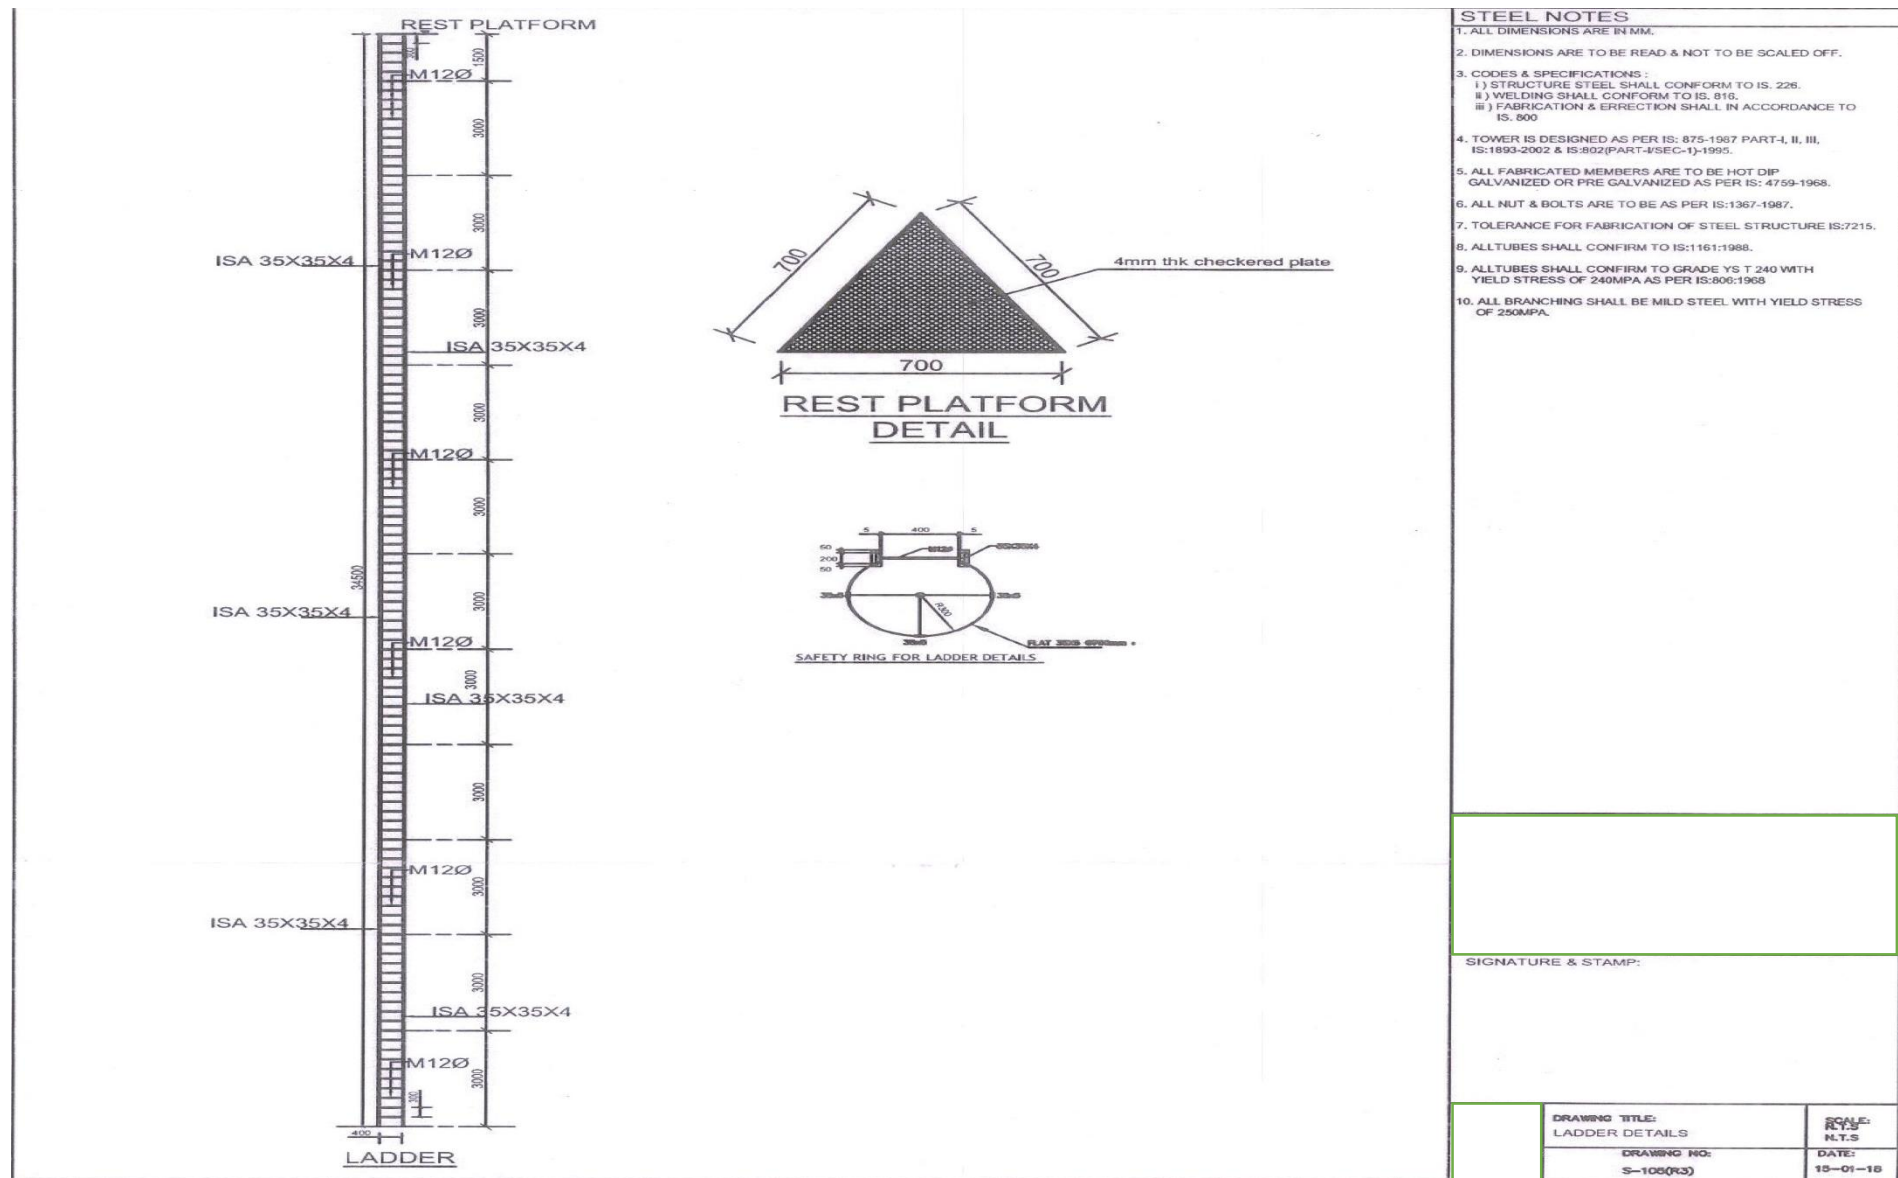 REST PLATFORM
300
1500
M12Ø
3000
3000
M12Ø
ISA 35X35X4
3000
ISA 35X35X4
3000
M12Ø
3000
34500
3000
ISA 35X35X4
M12Ø
3000
ISA 35X35X4
3000
M12Ø
3000
ISA 35X35X4
3000
ISA 35X35X4
M12Ø
3000
300
400
LADDER
700
700
4mm thk checkered plate
700
REST PLATFORM
DETAIL
5 400 5
50
200
50
R300
SAFETY RING FOR LADDER DETAILS
STEEL NOTES
1. ALL DIMENSIONS ARE IN MM.
2. DIMENSIONS ARE TO BE READ & NOT TO BE SCALED OFF.
3. CODES & SPECIFICATIONS :
i ) STRUCTURE STEEL SHALL CONFORM TO IS. 226.
ii ) WELDING SHALL CONFORM TO IS. 816.
iii ) FABRICATION & ERRECTION SHALL IN ACCORDANCE TO
IS. 800
4. TOWER IS DESIGNED AS PER IS: 875-1987 PART-I, II, III,
IS:1893-2002 & IS:802(PART-I/SEC-1)-1995.
5. ALL FABRICATED MEMBERS ARE TO BE HOT DIP
GALVANIZED OR PRE GALVANIZED AS PER IS: 4759-1968.
6. ALL NUT & BOLTS ARE TO BE AS PER IS:1367-1987.
7. TOLERANCE FOR FABRICATION OF STEEL STRUCTURE IS:7215.
8. ALLTUBES SHALL CONFIRM TO IS:1161:1988.
9. ALLTUBES SHALL CONFIRM TO GRADE YS T 240 WITH
YIELD STRESS OF 240MPA AS PER IS:806:1968
10. ALL BRANCHING SHALL BE MILD STEEL WITH YIELD STRESS
OF 250MPA.
SIGNATURE & STAMP:
DRAWING TITLE:
LADDER DETAILS
SCALE:
N.T.S
N.T.S
DRAWING NO:
S-106(R3)
DATE:
15-01-18